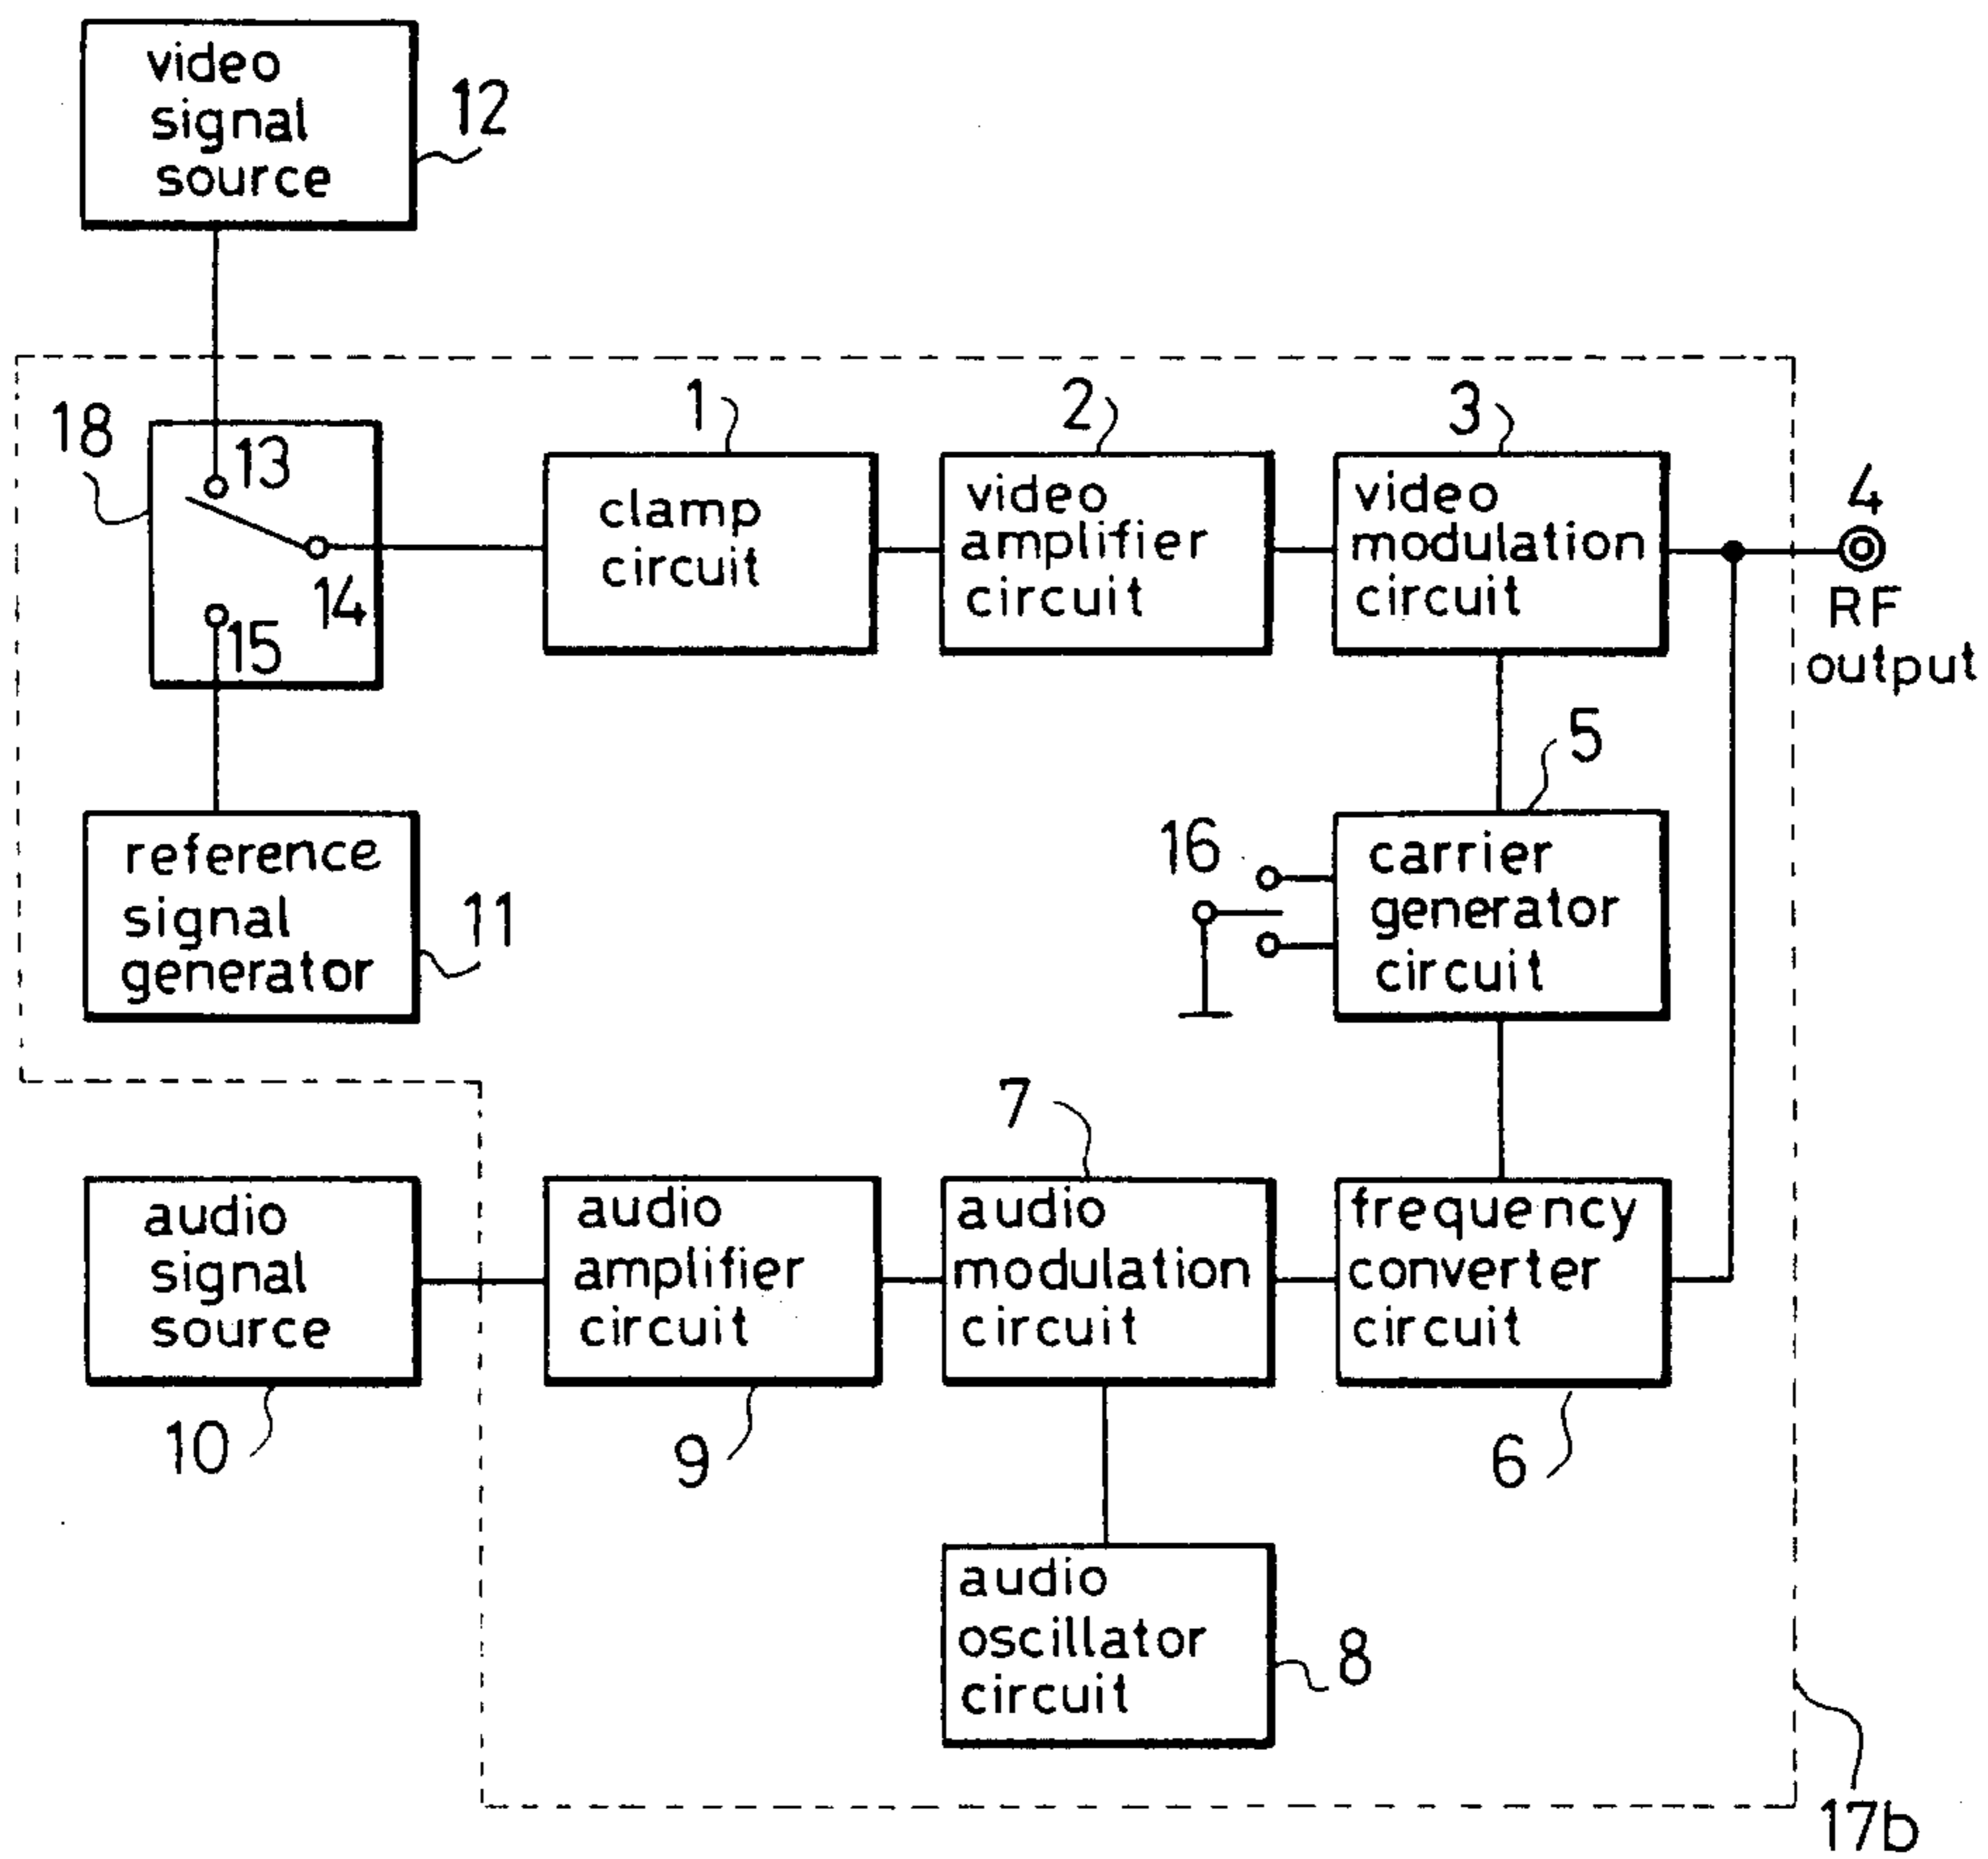 video
signal
source
12
18
13
14
15
1
clamp
circuit
2
video
amplifier
circuit
3
video
modulation
circuit
4
RF
output
reference
signal
generator
11
16
5
carrier
generator
circuit
audio
signal
source
10
audio
amplifier
circuit
9
7
audio
modulation
circuit
frequency
converter
circuit
6
audio
oscillator
circuit
8
17b